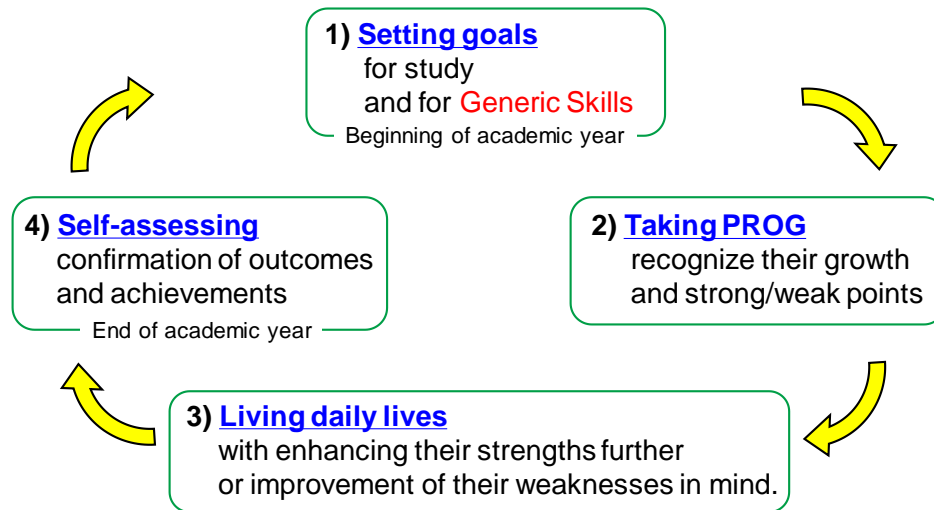 1) Setting goals
for study
and for Generic Skills
Beginning of academic year
2) Taking PROG
recognize their growth
and strong/weak points
3) Living daily lives
with enhancing their strengths further
or improvement of their weaknesses in mind.
4) Self-assessing
confirmation of outcomes
and achievements
End of academic year